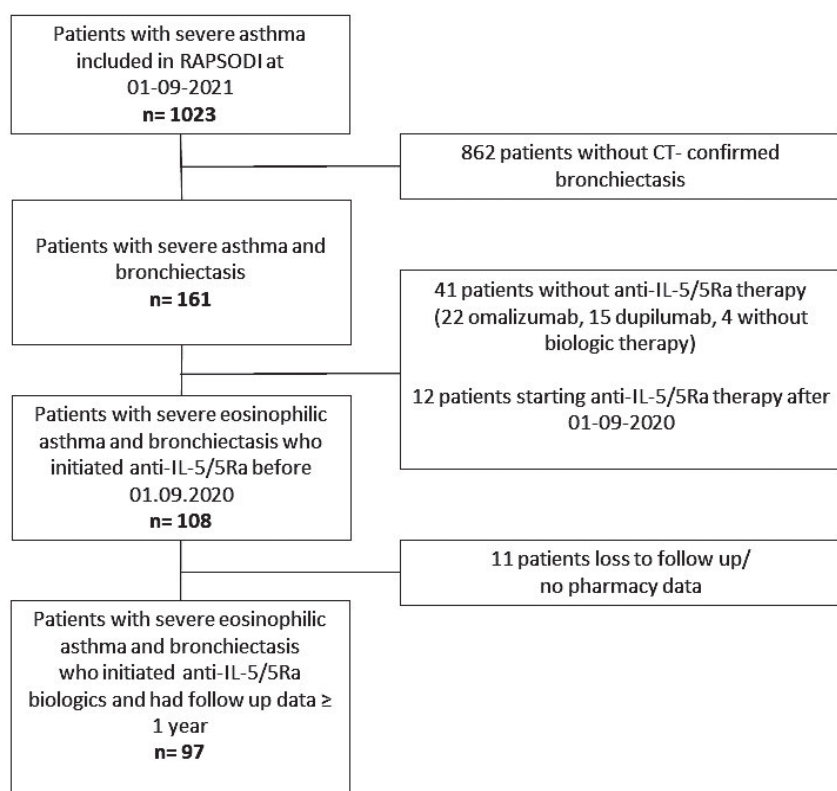 Patients with severe asthma
included in RAPSODI at
01-09-2021
n= 1023
862 patients without CT- confirmed
bronchiectasis
Patients with severe asthma and
bronchiectasis
n= 161
41 patients without anti-IL-5/5Ra therapy
(22 omalizumab, 15 dupilumab, 4 without
biologic therapy)
12 patients starting anti-IL-5/5Ra therapy after
01-09-2020
Patients with severe eosinophilic
asthma and bronchiectasis who
initiated anti-IL-5/5Ra before
01.09.2020
n= 108
11 patients loss to follow up/
no pharmacy data
Patients with severe eosinophilic
asthma and bronchiectasis
who initiated anti-IL-5/5Ra
biologics and had follow up data ≥
1 year
n= 97